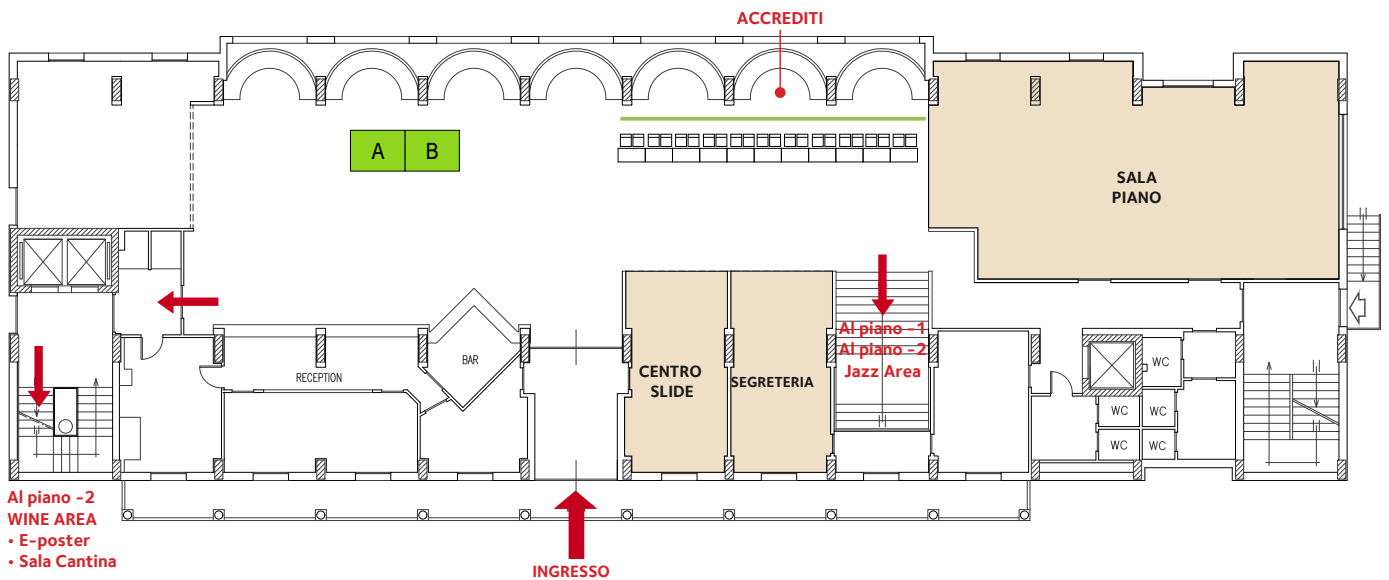 ACCREDITI
A
B
SALA
PIANO
Al piano -1
Al piano -2
Jazz Area
BAR
RECEPTION
CENTRO
SLIDE
SEGRETERIA
WC
WC
WC
WC
WC
Al piano -2
WINE AREA
• E-poster
• Sala Cantina
INGRESSO